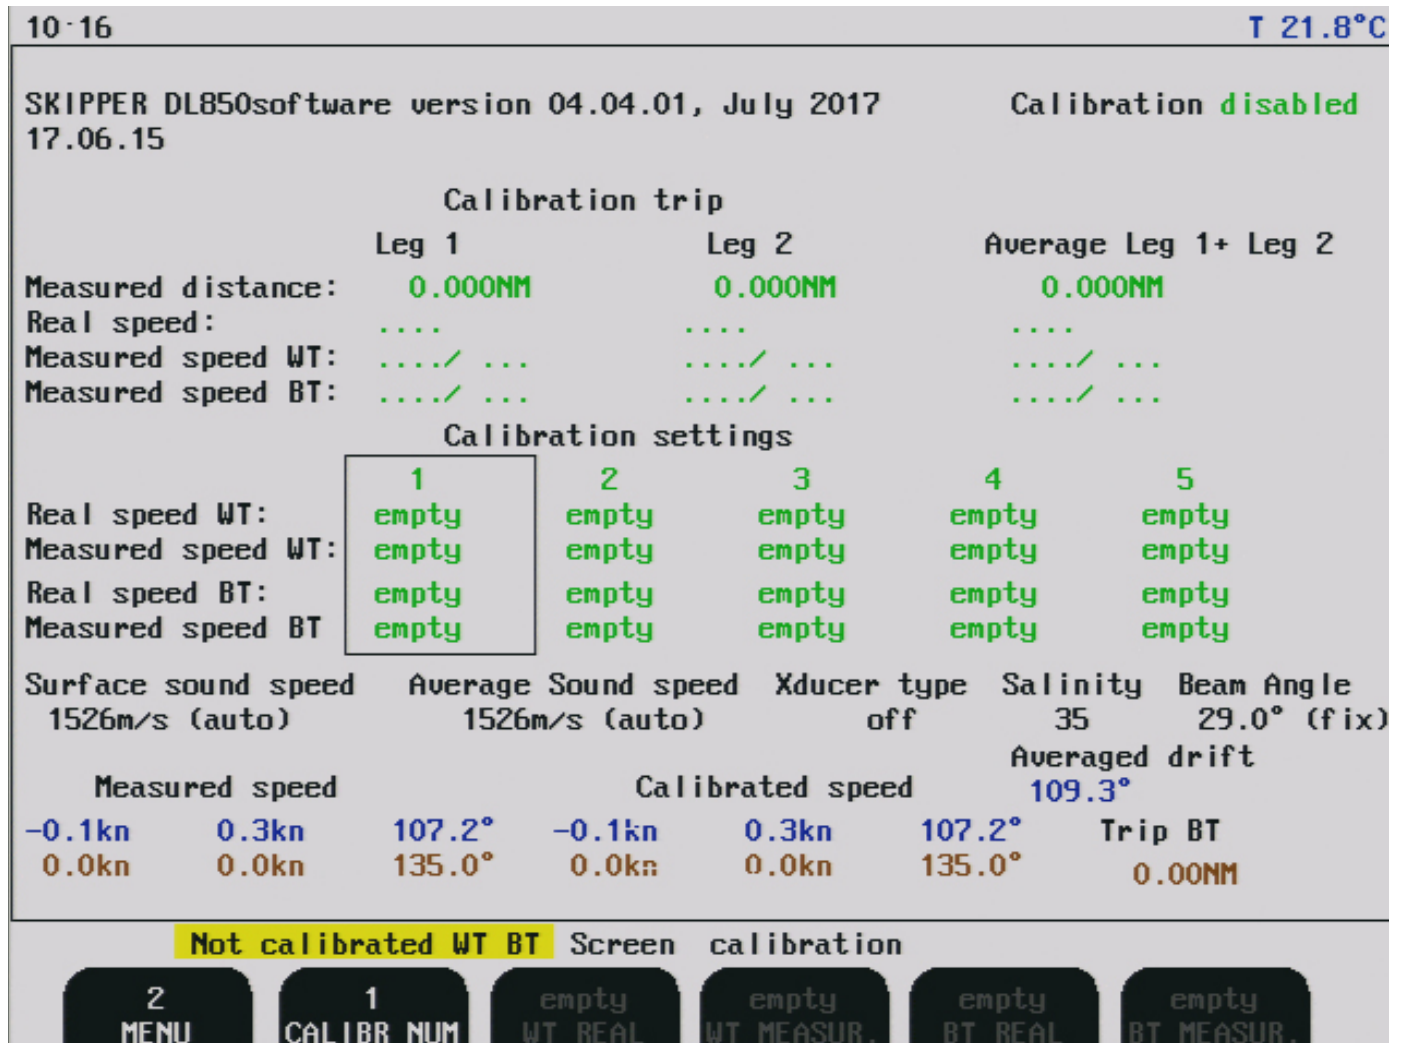 10·16 T 21.8°C
SKIPPER DL850software version 04.04.01, July 2017 Calibration disabled
17.06.15
Calibration trip
Leg 1 Leg 2 Average Leg 1+ Leg 2
Measured distance: 0.000NM 0.000NM 0.000NM
Real speed: .... .... ....
Measured speed WT: ..../ ... ..../ ... ..../ ...
Measured speed BT: ..../ ... ..../ ... ..../ ...
Calibration settings
1 2 3 4 5
Real speed WT: empty empty empty empty empty
Measured speed WT: empty empty empty empty empty
Real speed BT: empty empty empty empty empty
Measured speed BT empty empty empty empty empty
Surface sound speed Average Sound speed Xducer type Salinity Beam Angle
1526m/s (auto) 1526m/s (auto) off 35 29.0° (fix)
Averaged drift
Measured speed Calibrated speed 109.3°
-0.1kn 0.3kn 107.2° -0.1kn 0.3kn 107.2° Trip BT
0.0kn 0.0kn 135.0° 0.0kn 0.0kn 135.0° 0.00NM
Not calibrated WT BT Screen calibration
2 1 empty empty empty empty
MENU CALIBR NUM WT REAL WT MEASUR. BT REAL BT MEASUR.